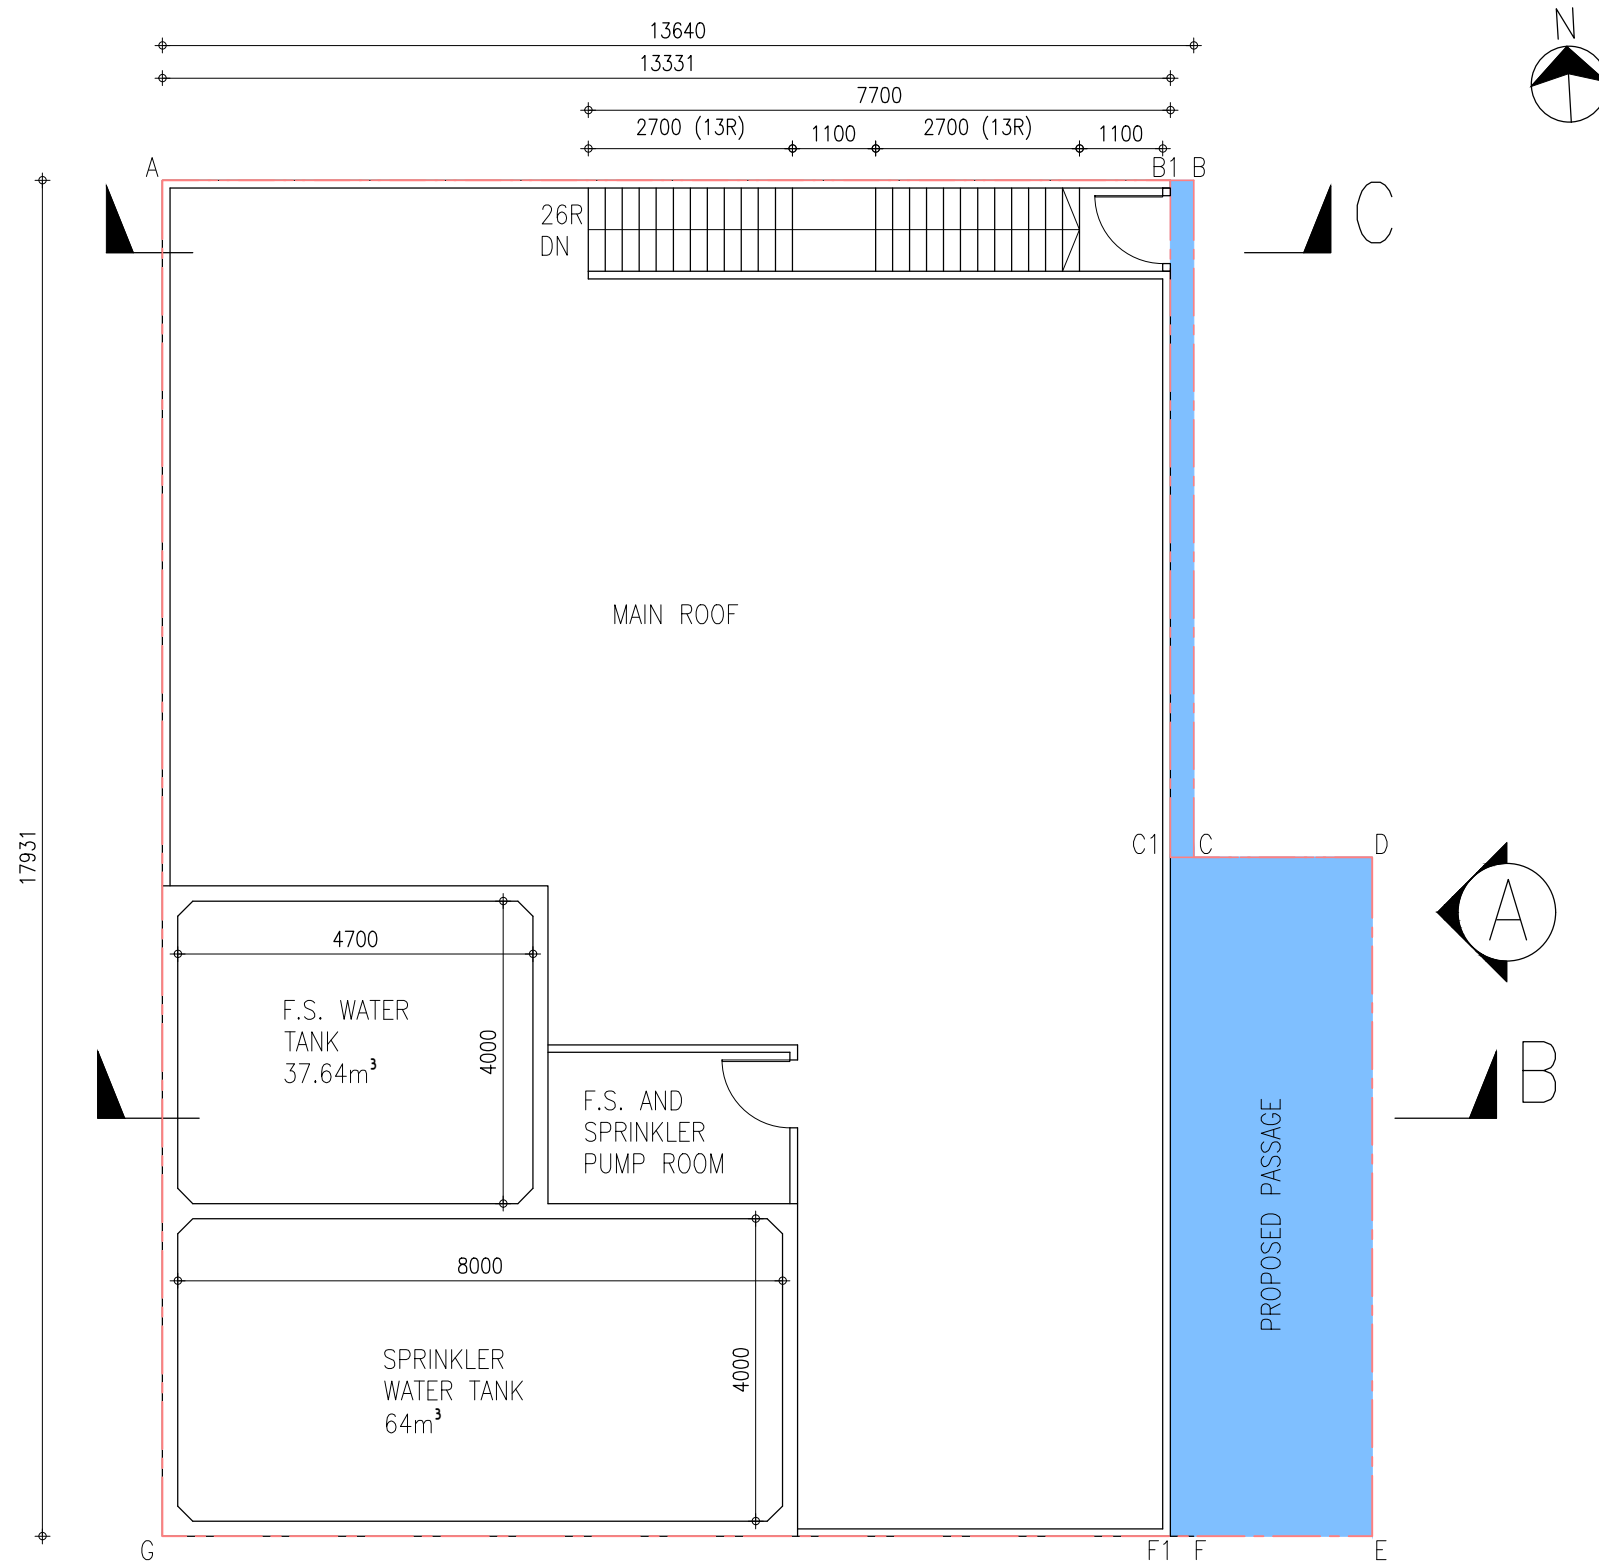 13640
N
13331
7700
2700 (13R)
1100
2700 (13R)
1100
A
B1
B
26R
DN
C
MAIN ROOF
17931
C1
C
D
A
4700
F.S. WATER
TANK
37.64m³
4000
F.S. AND
SPRINKLER
PUMP ROOM
B
PROPOSED PASSAGE
8000
4000
SPRINKLER
WATER TANK
64m³
G
F1
F
E